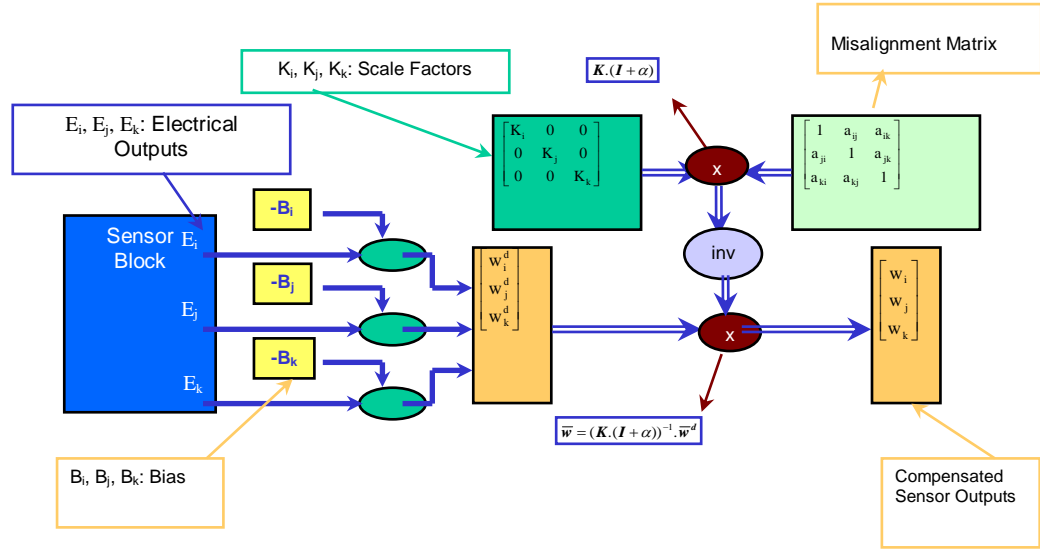 Misalignment Matrix
Kᵢ, Kⱼ, Kₖ: Scale Factors
K.(I + α)
Eᵢ, Eⱼ, Eₖ: Electrical
Outputs
[Kᵢ 0 0]
[0 Kⱼ 0]
[0 0 Kₖ]
x
[1 aᵢⱼ aᵢₖ]
[aⱼᵢ 1 aⱼₖ]
[aₖᵢ aₖⱼ 1]
Sensor
Block
Eᵢ
Eⱼ
Eₖ
-Bᵢ
-Bⱼ
-Bₖ
[wᵢᵈ]
[wⱼᵈ]
[wₖᵈ]
inv
x
[wᵢ]
[wⱼ]
[wₖ]
w̅ = (K.(I + α))⁻¹.w̅ᵈ
Bᵢ, Bⱼ, Bₖ: Bias
Compensated
Sensor Outputs